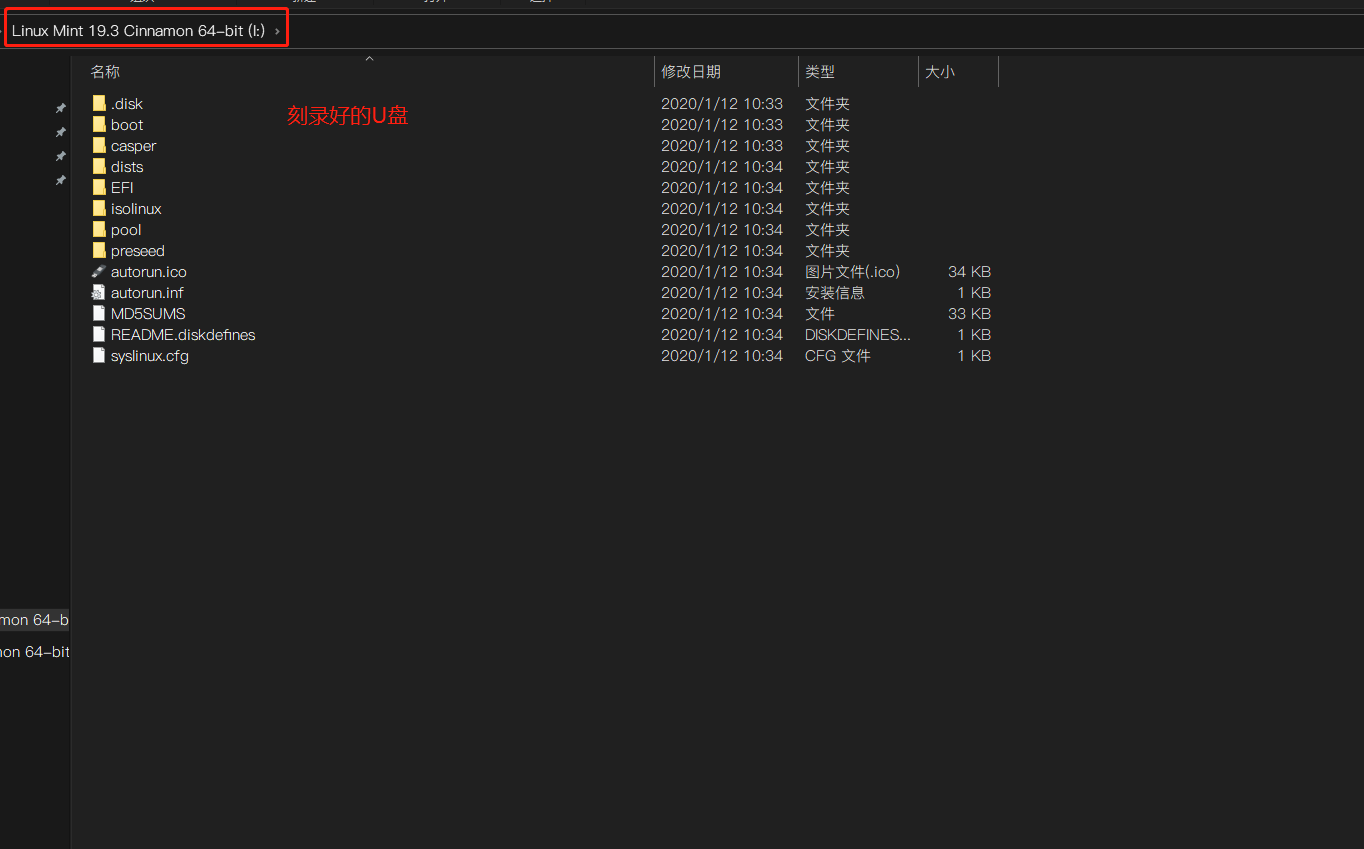 Linux Mint 19.3 Cinnamon 64-bit (I:) ›
名称 修改日期 类型 大小
刻录好的U盘
.disk 2020/1/12 10:33 文件夹
boot 2020/1/12 10:33 文件夹
casper 2020/1/12 10:33 文件夹
dists 2020/1/12 10:34 文件夹
EFI 2020/1/12 10:34 文件夹
isolinux 2020/1/12 10:34 文件夹
pool 2020/1/12 10:34 文件夹
preseed 2020/1/12 10:34 文件夹
autorun.ico 2020/1/12 10:34 图片文件(.ico) 34 KB
autorun.inf 2020/1/12 10:34 安装信息 1 KB
MD5SUMS 2020/1/12 10:34 文件 33 KB
README.diskdefines 2020/1/12 10:34 DISKDEFINES... 1 KB
syslinux.cfg 2020/1/12 10:34 CFG 文件 1 KB
mon 64-b
on 64-bit